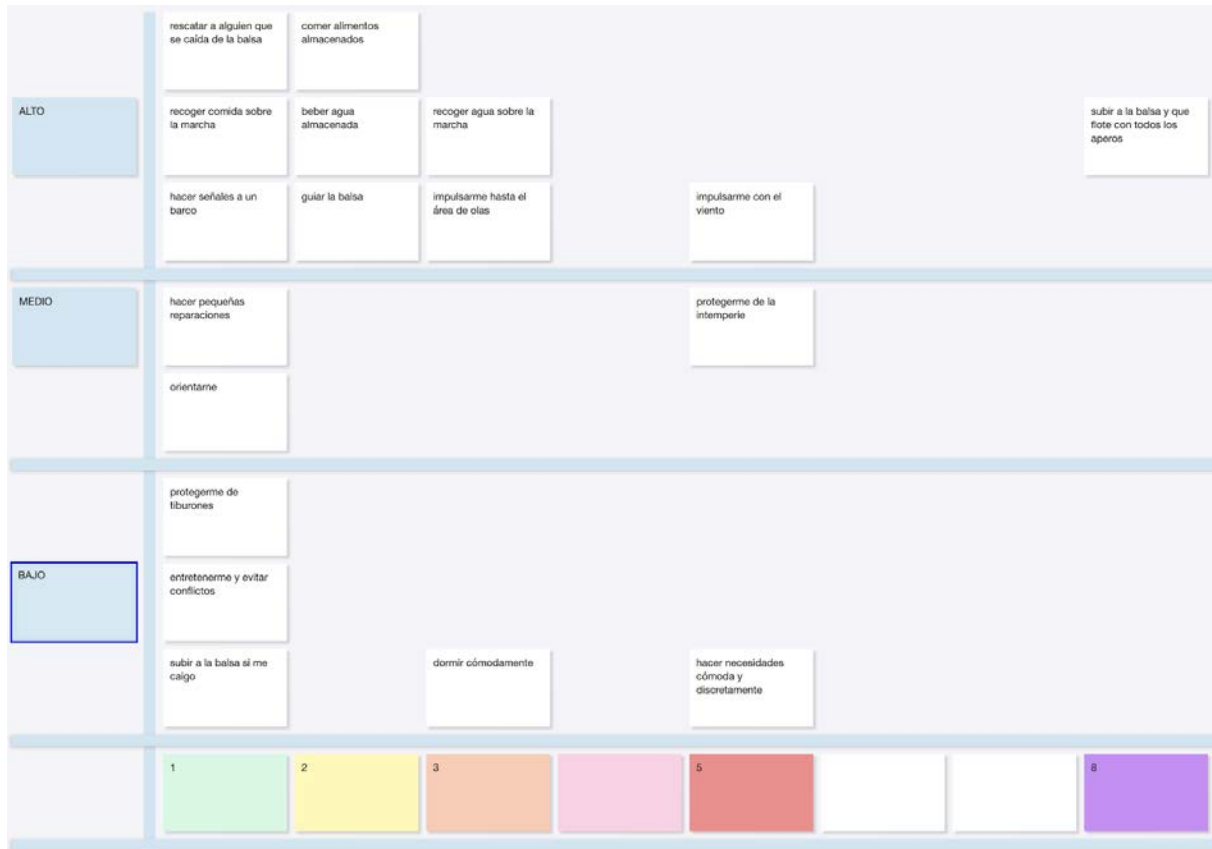 rescatar a alguien que
se caída de la balsa
comer alimentos
almacenados
ALTO
recoger comida sobre
la marcha
beber agua
almacenada
recoger agua sobre la
marcha
subir a la balsa y que
flote con todos los
aperos
hacer señales a un
barco
guiar la balsa
impulsarme hasta el
área de olas
impulsarme con el
viento
MEDIO
hacer pequeñas
reparaciones
protegerme de la
intemperie
orientarne
protegerme de
tiburones
BAJO
entretenerme y evitar
conflictos
subir a la balsa si me
caigo
dormir cómodamente
hacer necesidades
cómoda y
discretamente
1
2
3
5
8